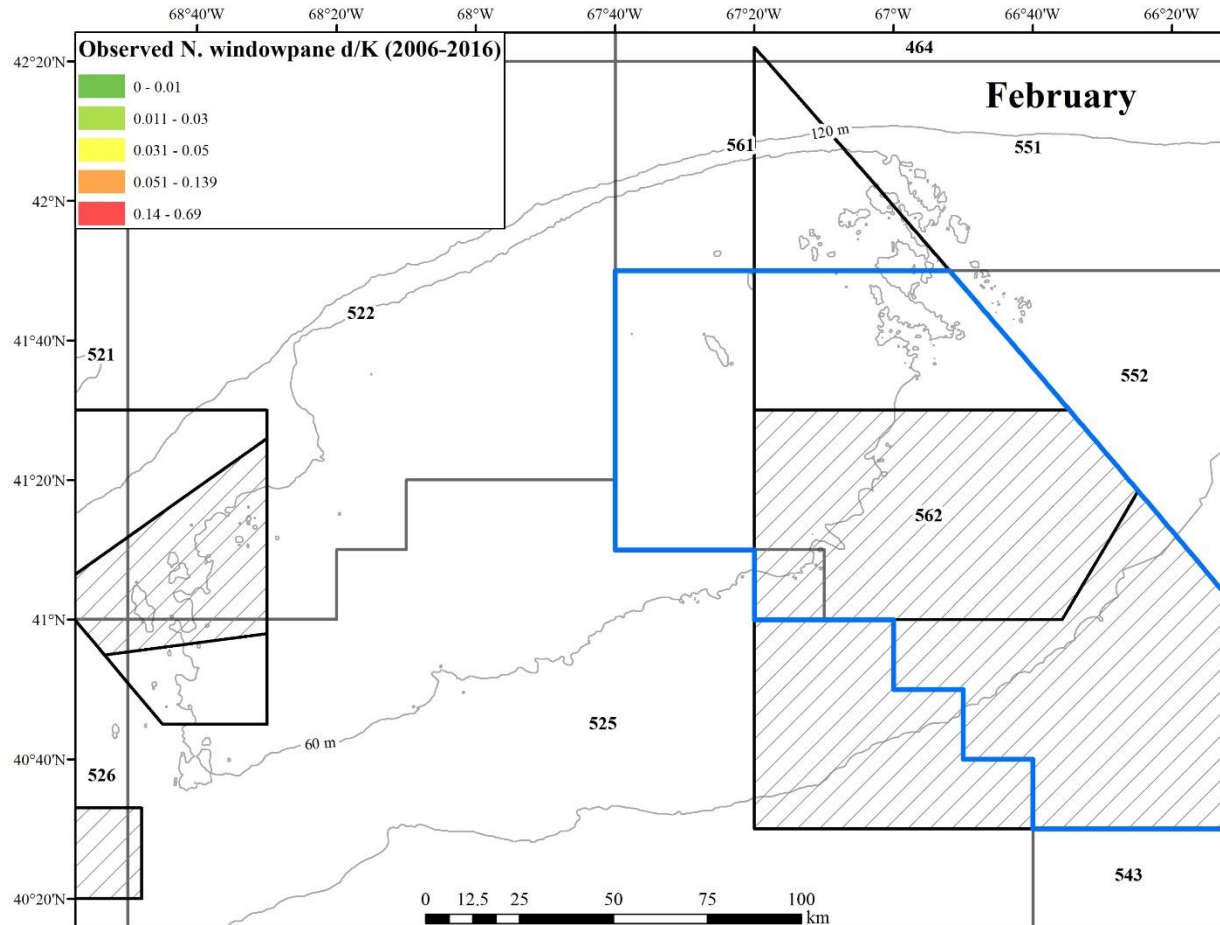 68°40'W 68°20'W 68°W 67°40'W 67°20'W 67°W 66°40'W 66°20'W
Observed N. windowpane d/K (2006-2016)
0 - 0.01
0.011 - 0.03
0.031 - 0.05
0.051 - 0.139
0.14 - 0.69
February
42°20'N
42°N
41°40'N
41°20'N
41°N
40°40'N
40°20'N
464
120 m
561
551
522
521
552
562
525
60 m
526
543
0 12.5 25 50 75 100
km